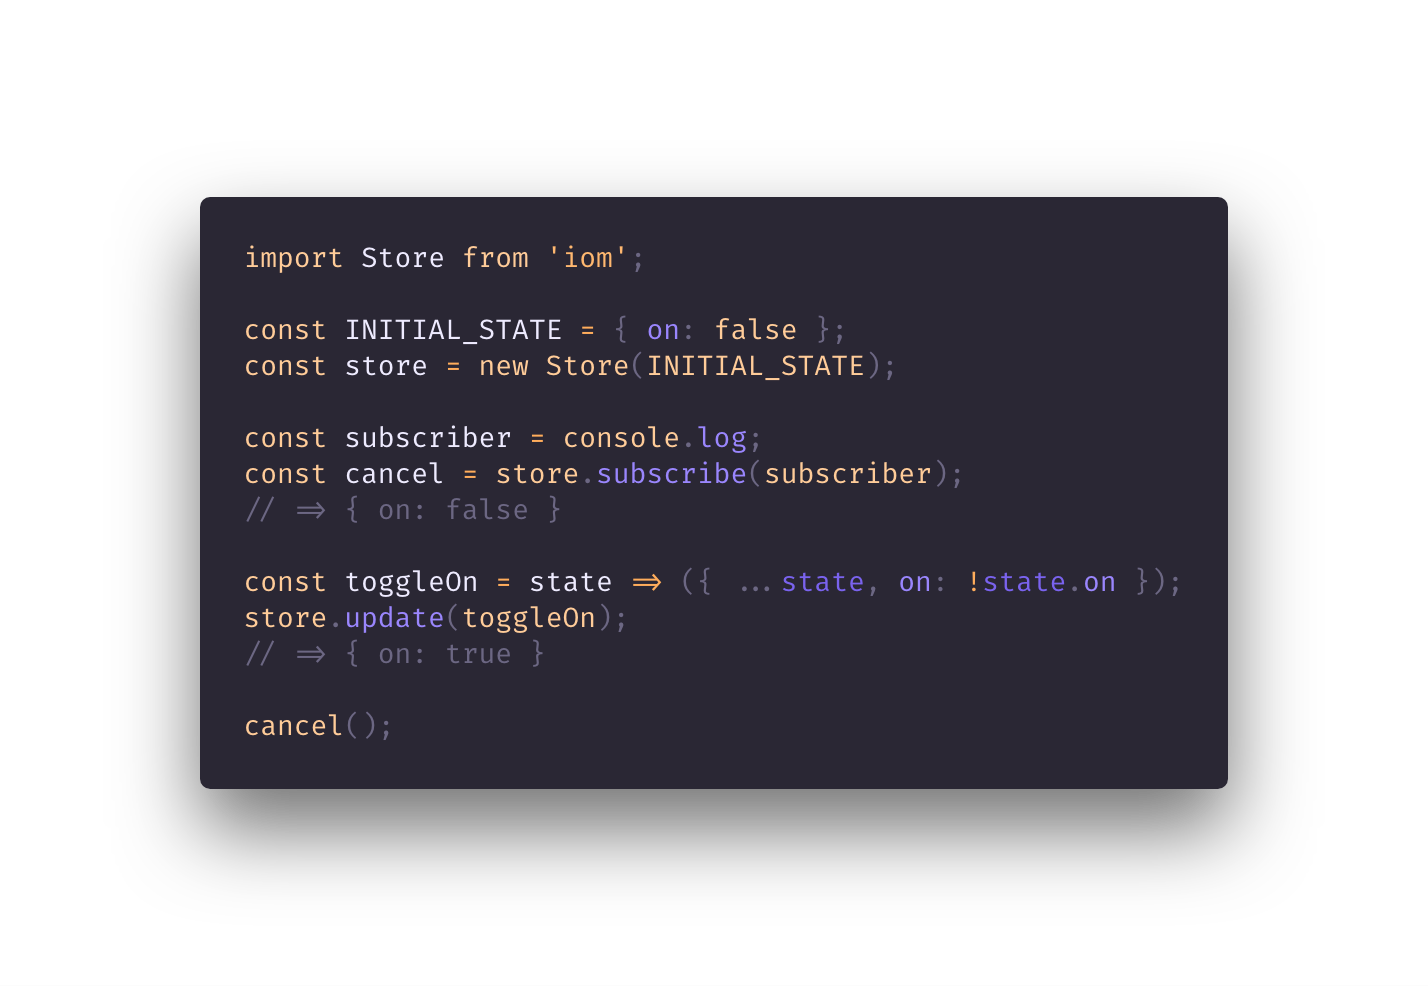 import Store from 'iom';
const INITIAL_STATE = { on: false };
const store = new Store(INITIAL_STATE);
const subscriber = console.log;
const cancel = store.subscribe(subscriber);
// => { on: false }
const toggleOn = state => ({ ...state, on: !state.on });
store.update(toggleOn);
// => { on: true }
cancel();